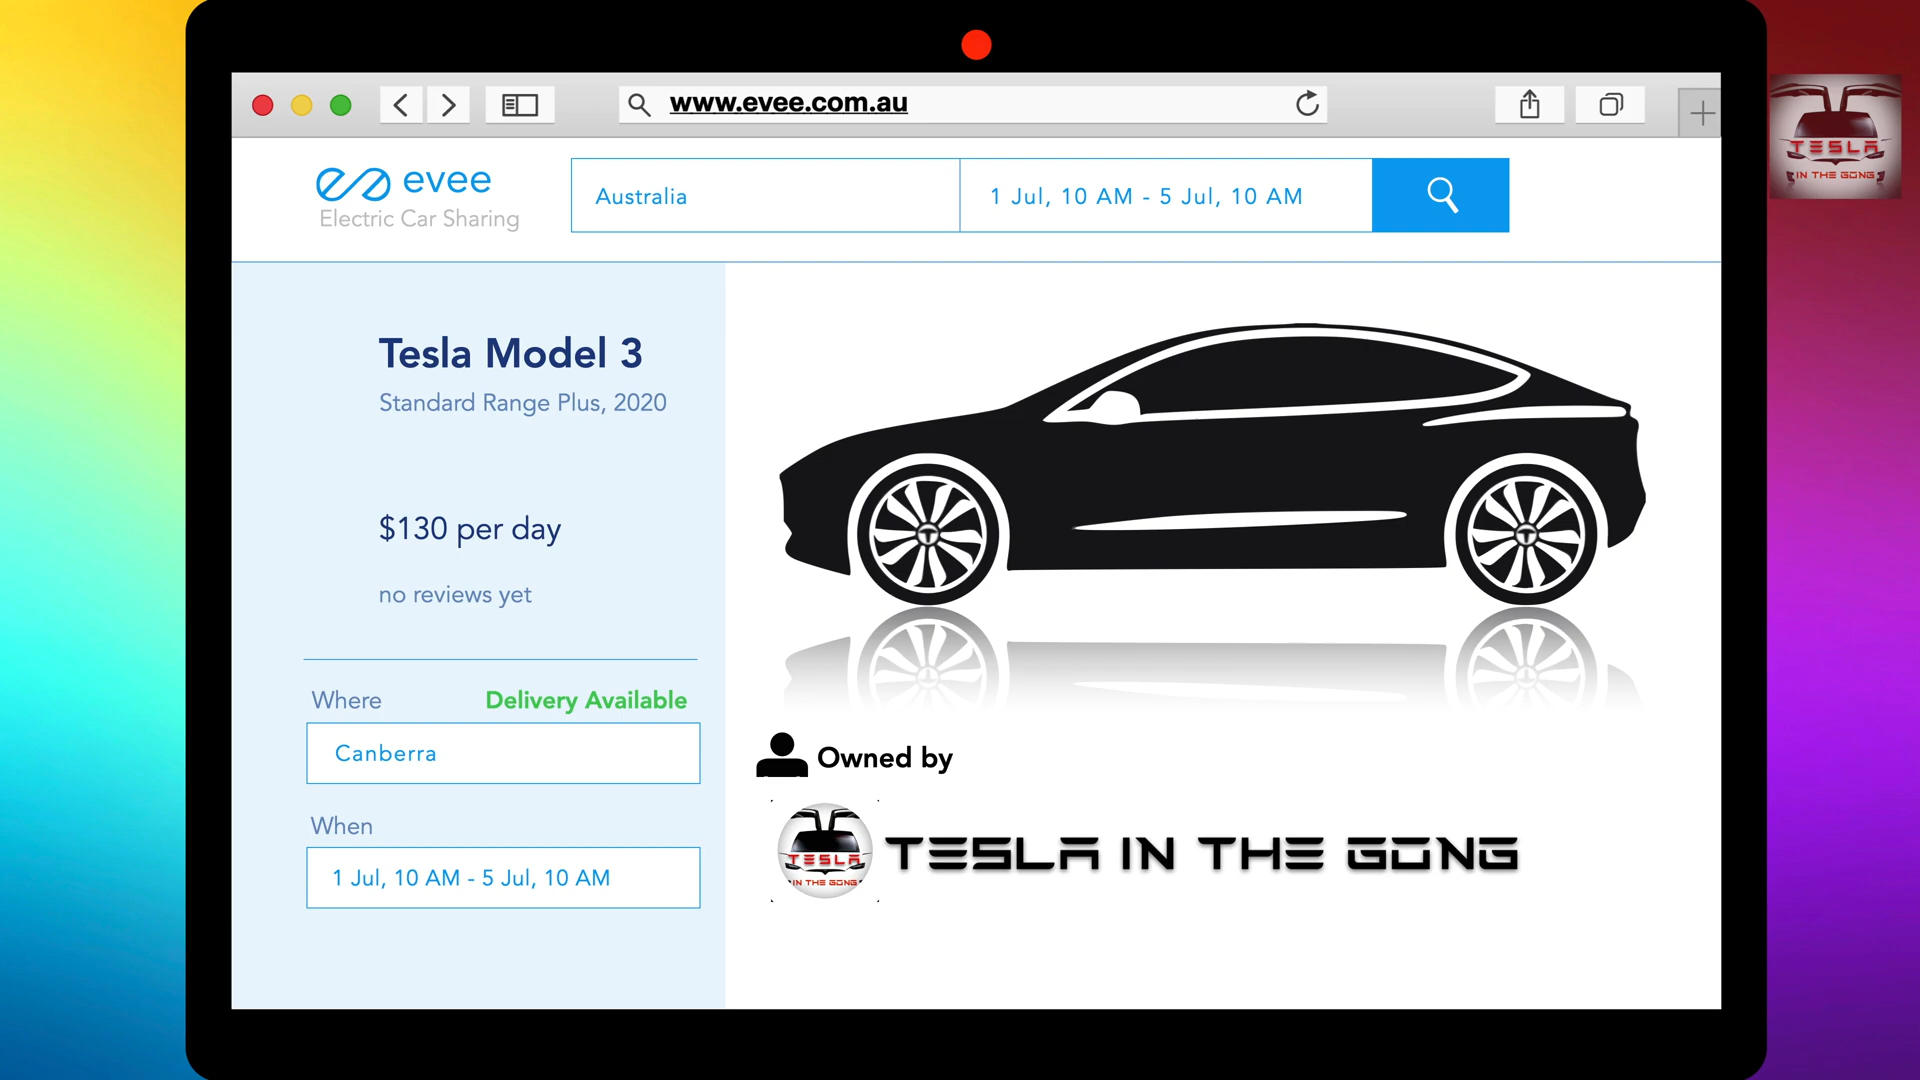 www.evee.com.au
evee
Electric Car Sharing
Australia
1 Jul, 10 AM - 5 Jul, 10 AM
TESLA
IN THE GONG
Tesla Model 3
Standard Range Plus, 2020
$130 per day
no reviews yet
Where
Delivery Available
Canberra
When
1 Jul, 10 AM - 5 Jul, 10 AM
Owned by
TESLA
IN THE GONG
TESLA IN THE GONG